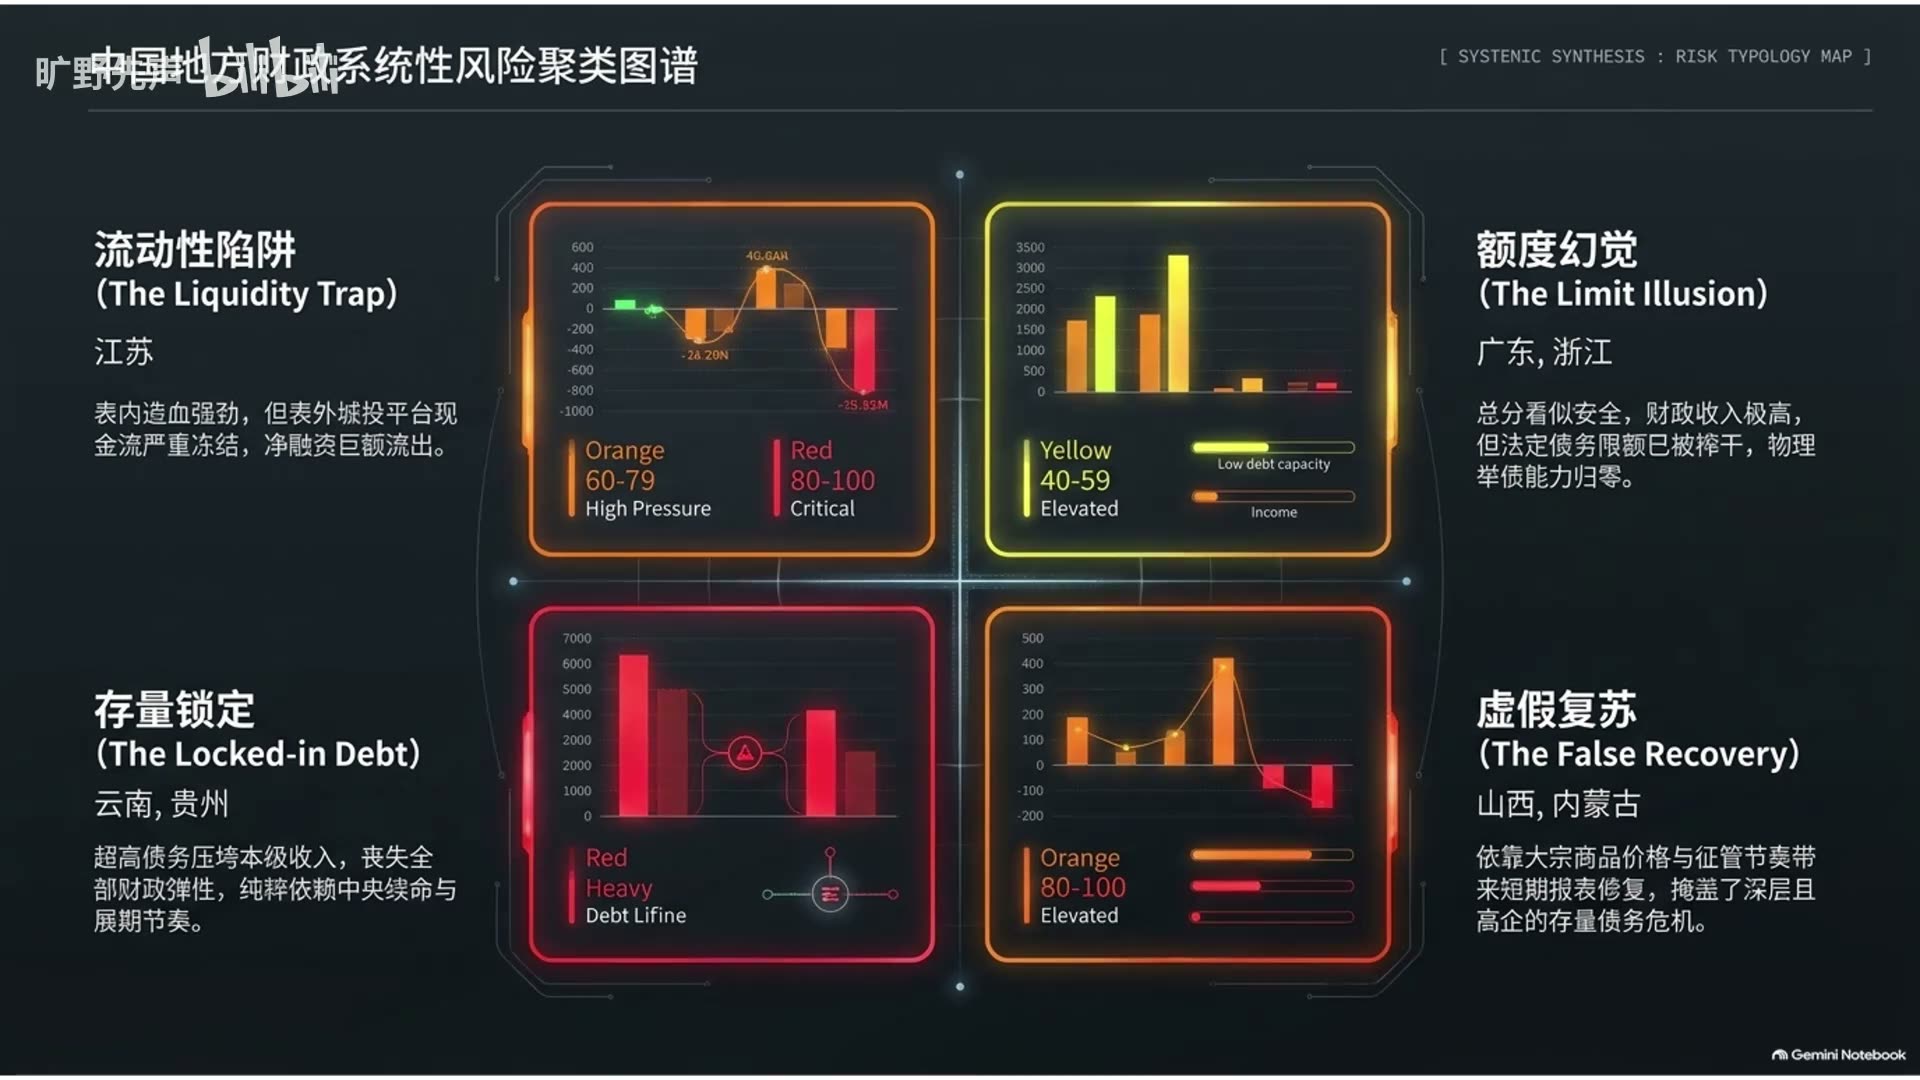 中国地方财政系统性风险聚类图谱
旷野先声 bilibili
[ SYSTEMIC SYNTHESIS : RISK TYPOLOGY MAP ]
流动性陷阱
(The Liquidity Trap)
江苏
表内造血强劲，但表外城投平台现
金流严重冻结，净融资巨额流出。
600
400
200
0
-200
-400
-600
-800
-1000
-28.20N
-25.83M
Orange
60-79
High Pressure
Red
80-100
Critical
3500
3000
2500
2000
1500
1000
500
0
Yellow
40-59
Elevated
Low debt capacity
Income
额度幻觉
(The Limit Illusion)
广东, 浙江
总分看似安全，财政收入极高，
但法定债务限额已被榨干，物理
举债能力归零。
存量锁定
(The Locked-in Debt)
云南, 贵州
超高债务压垮本级收入，丧失全
部财政弹性，纯粹依赖中央续命与
展期节奏。
7000
6000
5000
4000
2000
2000
1000
0
Red
Heavy
Debt Lifine
500
400
300
200
100
0
-100
-200
Orange
80-100
Elevated
虚假复苏
(The False Recovery)
山西, 内蒙古
依靠大宗商品价格与征管节奏带
来短期报表修复，掩盖了深层且
高企的存量债务危机。
Gemini Notebook